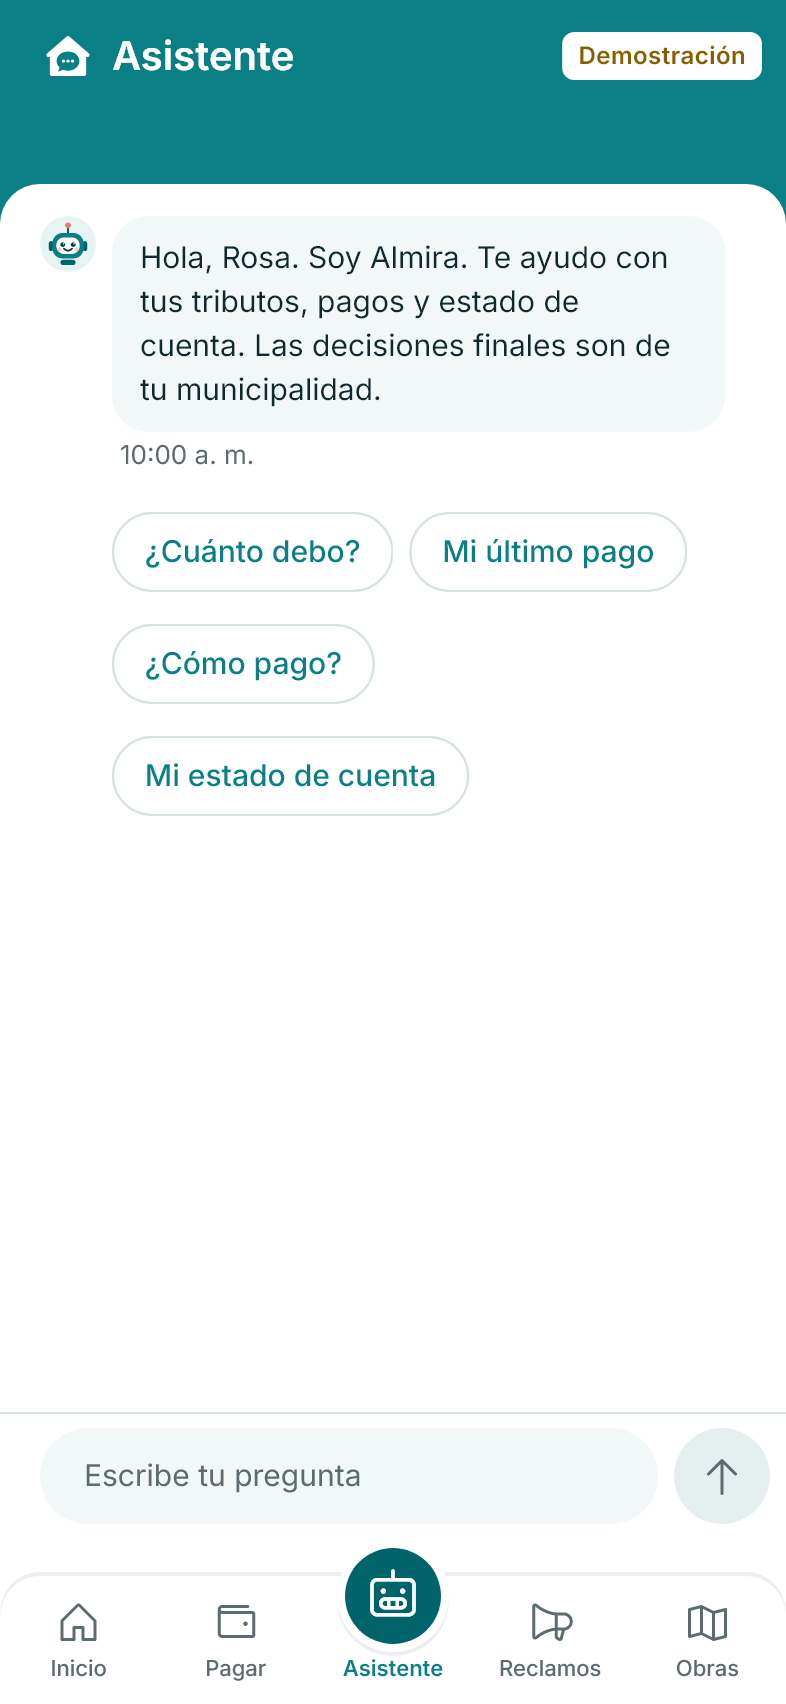 Asistente
Demostración
Hola, Rosa. Soy Almira. Te ayudo con
tus tributos, pagos y estado de
cuenta. Las decisiones finales son de
tu municipalidad.
10:00 a. m.
¿Cuánto debo?
Mi último pago
¿Cómo pago?
Mi estado de cuenta
Escribe tu pregunta
Inicio
Pagar
Asistente
Reclamos
Obras